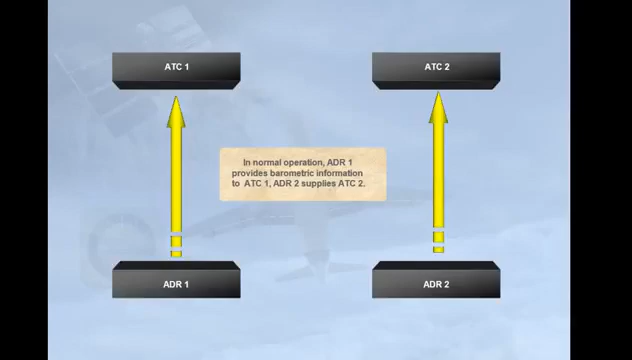 ATC 1
ATC 2
In normal operation, ADR 1
provides barometric information
to ATC 1, ADR 2 supplies ATC 2.
ADR 1
ADR 2